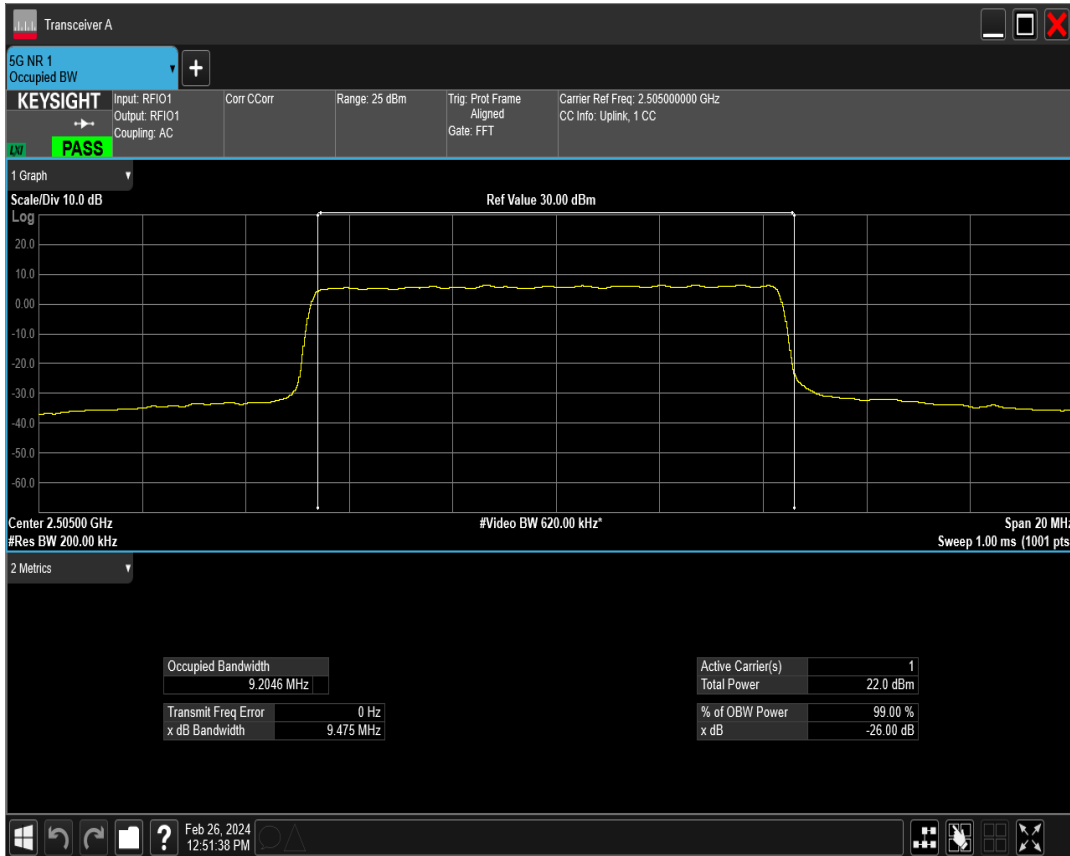 Transceiver A
5G NR 1
Occupied BW
KEYSIGHT
Input: RFIO1
Output: RFIO1
Coupling: AC
Corr CCorr
Range: 25 dBm
Trig: Prot Frame
Aligned
Gate: FFT
Carrier Ref Freq: 2.505000000 GHz
CC Info: Uplink, 1 CC
LXI
PASS
1 Graph
Scale/Div 10.0 dB
Ref Value 30.00 dBm
Log
20.0
10.0
0.00
-10.0
-20.0
-30.0
-40.0
-50.0
-60.0
Center 2.50500 GHz
#Video BW 620.00 kHz*
Span 20 MHz
#Res BW 200.00 kHz
Sweep 1.00 ms (1001 pts
2 Metrics
Occupied Bandwidth
9.2046 MHz
Transmit Freq Error 0 Hz
x dB Bandwidth 9.475 MHz
Active Carrier(s) 1
Total Power 22.0 dBm
% of OBW Power 99.00 %
x dB -26.00 dB
?
Feb 26, 2024
12:51:38 PM